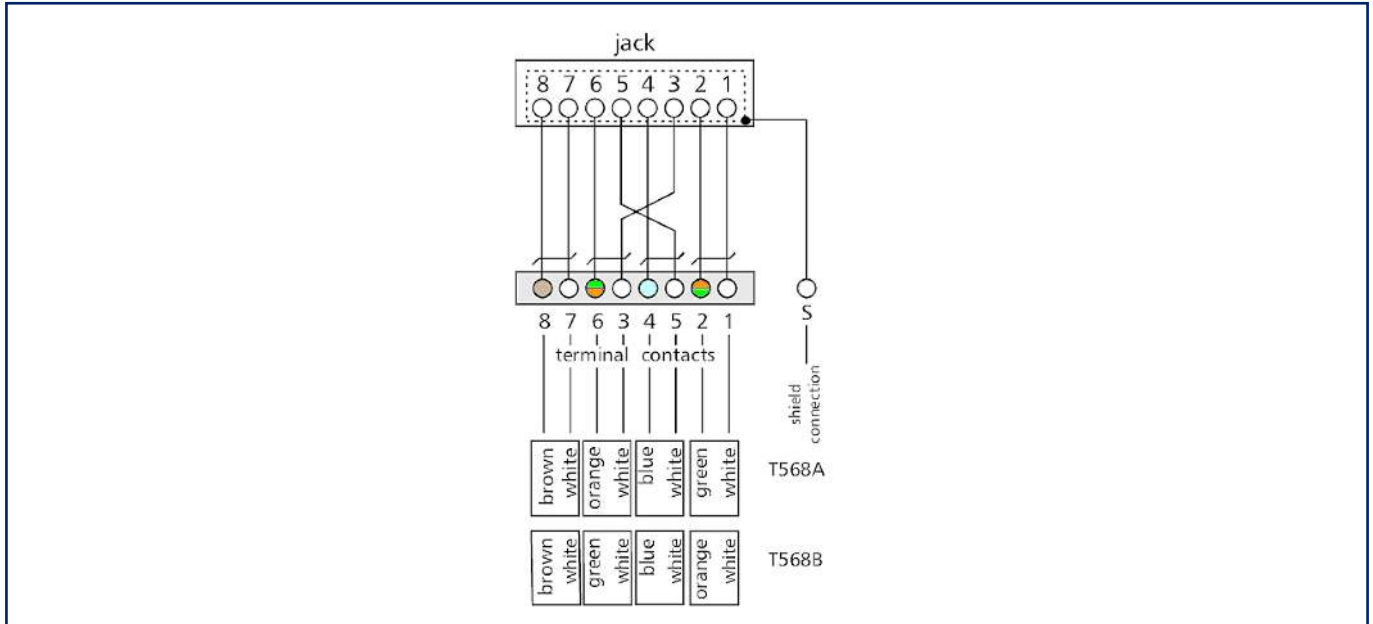 jack
8 7 6 5 4 3 2 1
8 7 6 3 4 5 2 1
S
terminal contacts
shield
connection
brown white orange white blue white green white
T568A
brown white green white blue white orange white
T568B